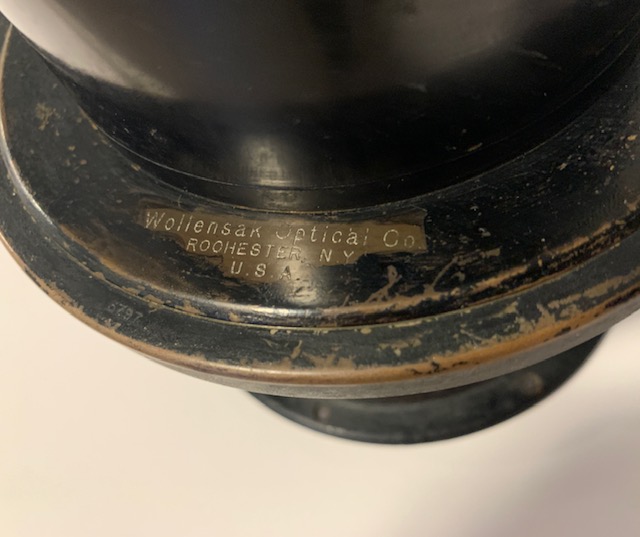 Wollensak Optical Co
ROCHESTER, N.Y.
U.S.A.